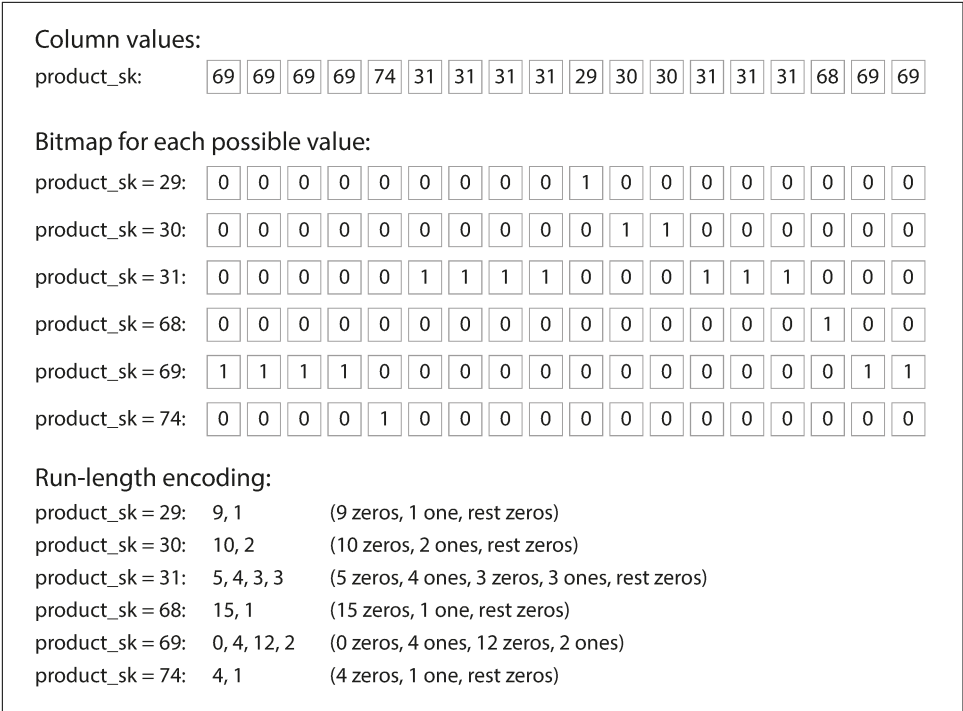 Column values:
product_sk: 69 69 69 69 74 31 31 31 31 29 30 30 31 31 31 68 69 69
Bitmap for each possible value:
product_sk = 29: 0 0 0 0 0 0 0 0 0 1 0 0 0 0 0 0 0 0
product_sk = 30: 0 0 0 0 0 0 0 0 0 0 1 1 0 0 0 0 0 0
product_sk = 31: 0 0 0 0 0 1 1 1 1 0 0 0 1 1 1 0 0 0
product_sk = 68: 0 0 0 0 0 0 0 0 0 0 0 0 0 0 0 1 0 0
product_sk = 69: 1 1 1 1 0 0 0 0 0 0 0 0 0 0 0 0 1 1
product_sk = 74: 0 0 0 0 1 0 0 0 0 0 0 0 0 0 0 0 0 0
Run-length encoding:
product_sk = 29: 9, 1 (9 zeros, 1 one, rest zeros)
product_sk = 30: 10, 2 (10 zeros, 2 ones, rest zeros)
product_sk = 31: 5, 4, 3, 3 (5 zeros, 4 ones, 3 zeros, 3 ones, rest zeros)
product_sk = 68: 15, 1 (15 zeros, 1 one, rest zeros)
product_sk = 69: 0, 4, 12, 2 (0 zeros, 4 ones, 12 zeros, 2 ones)
product_sk = 74: 4, 1 (4 zeros, 1 one, rest zeros)